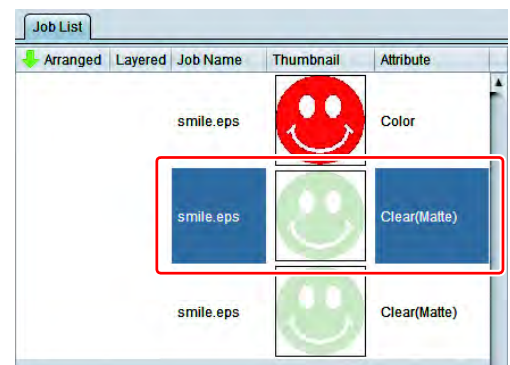 Job List
Arranged Layered Job Name Thumbnail Attribute
smile.eps Color
smile.eps Clear(Matte)
smile.eps Clear(Matte)